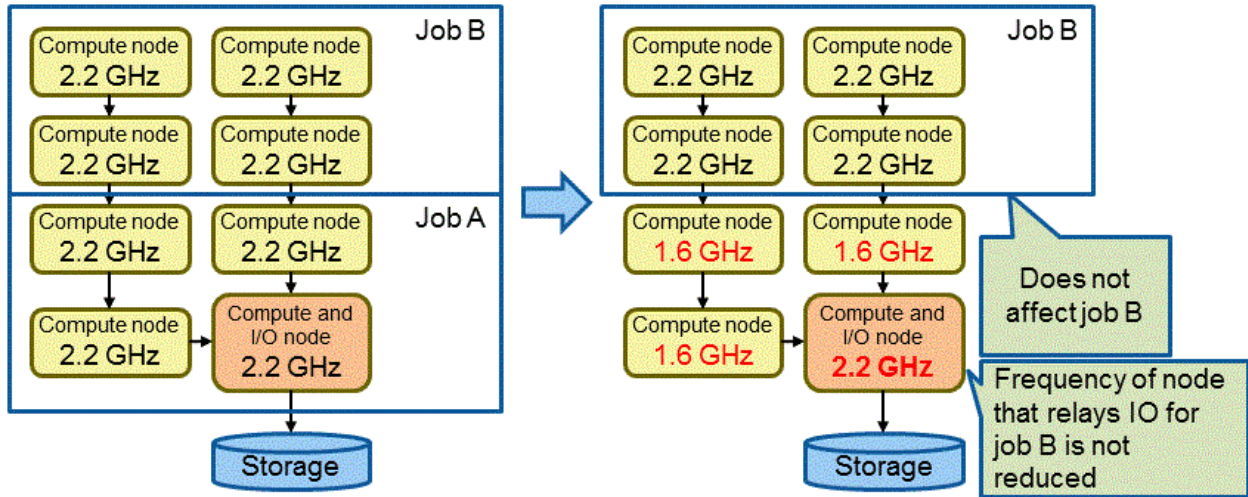 Job B
Compute node
2.2 GHz
Compute node
2.2 GHz
Compute node
2.2 GHz
Compute node
2.2 GHz
Job A
Compute node
2.2 GHz
Compute node
2.2 GHz
Compute node
2.2 GHz
Compute and
I/O node
2.2 GHz
Storage
Job B
Compute node
2.2 GHz
Compute node
2.2 GHz
Compute node
2.2 GHz
Compute node
2.2 GHz
Compute node
1.6 GHz
Compute node
1.6 GHz
Compute node
1.6 GHz
Compute and
I/O node
2.2 GHz
Storage
Does not
affect job B
Frequency of node
that relays IO for
job B is not
reduced